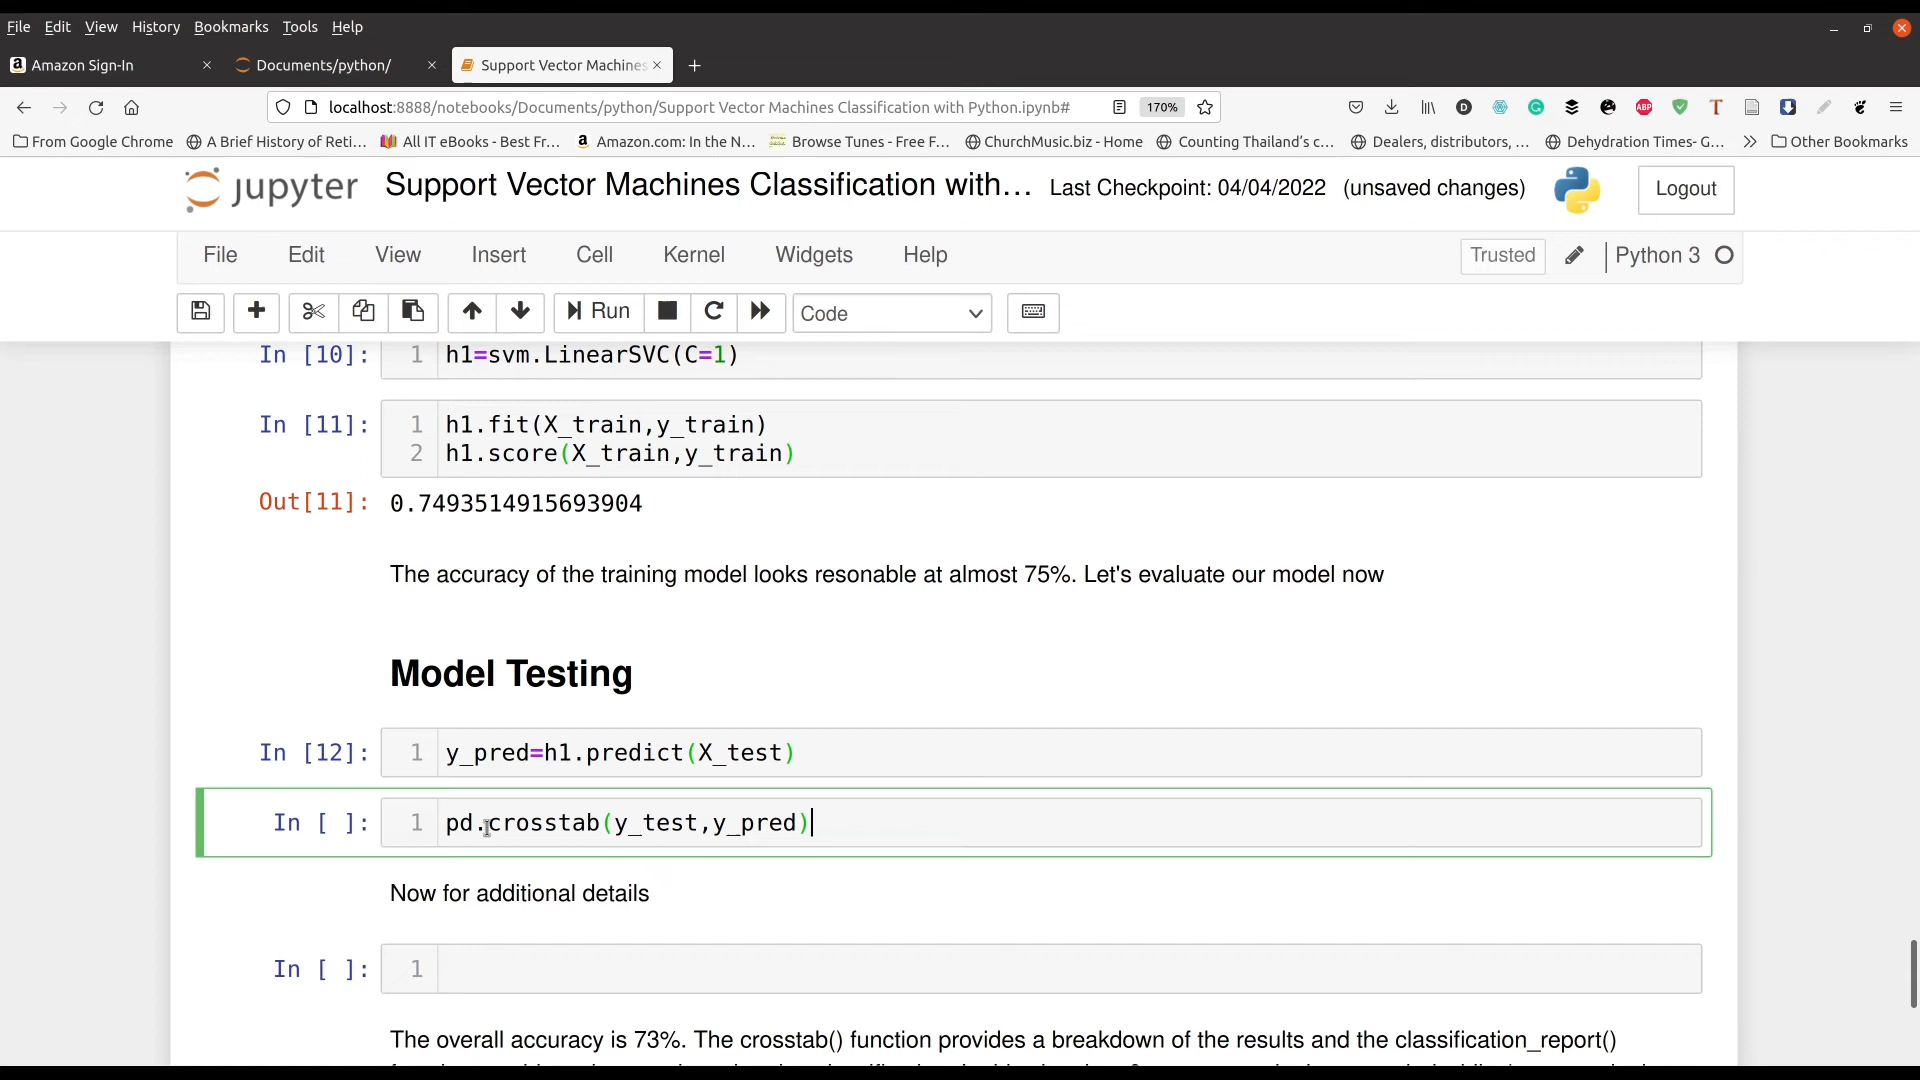 File Edit View History Bookmarks Tools Help
Amazon Sign-In
Documents/python/
Support Vector Machines
localhost:8888/notebooks/Documents/python/Support Vector Machines Classification with Python.ipynb#
170%
From Google Chrome
A Brief History of Reti…
All IT eBooks - Best Fr…
Amazon.com: In the N…
Browse Tunes - Free F…
ChurchMusic.biz - Home
Counting Thailand's c…
Dealers, distributors, …
Dehydration Times- G…
Other Bookmarks
jupyter Support Vector Machines Classification with… Last Checkpoint: 04/04/2022 (unsaved changes) Logout
File Edit View Insert Cell Kernel Widgets Help Trusted Python 3
Run Code
In [10]: 1 h1=svm.LinearSVC(C=1)
In [11]: 1 h1.fit(X_train,y_train)
2 h1.score(X_train,y_train)
Out[11]: 0.7493514915693904
The accuracy of the training model looks resonable at almost 75%. Let's evaluate our model now
Model Testing
In [12]: 1 y_pred=h1.predict(X_test)
In [ ]: 1 pd.crosstab(y_test,y_pred)
Now for additional details
In [ ]: 1
The overall accuracy is 73%. The crosstab() function provides a breakdown of the results and the classification_report()